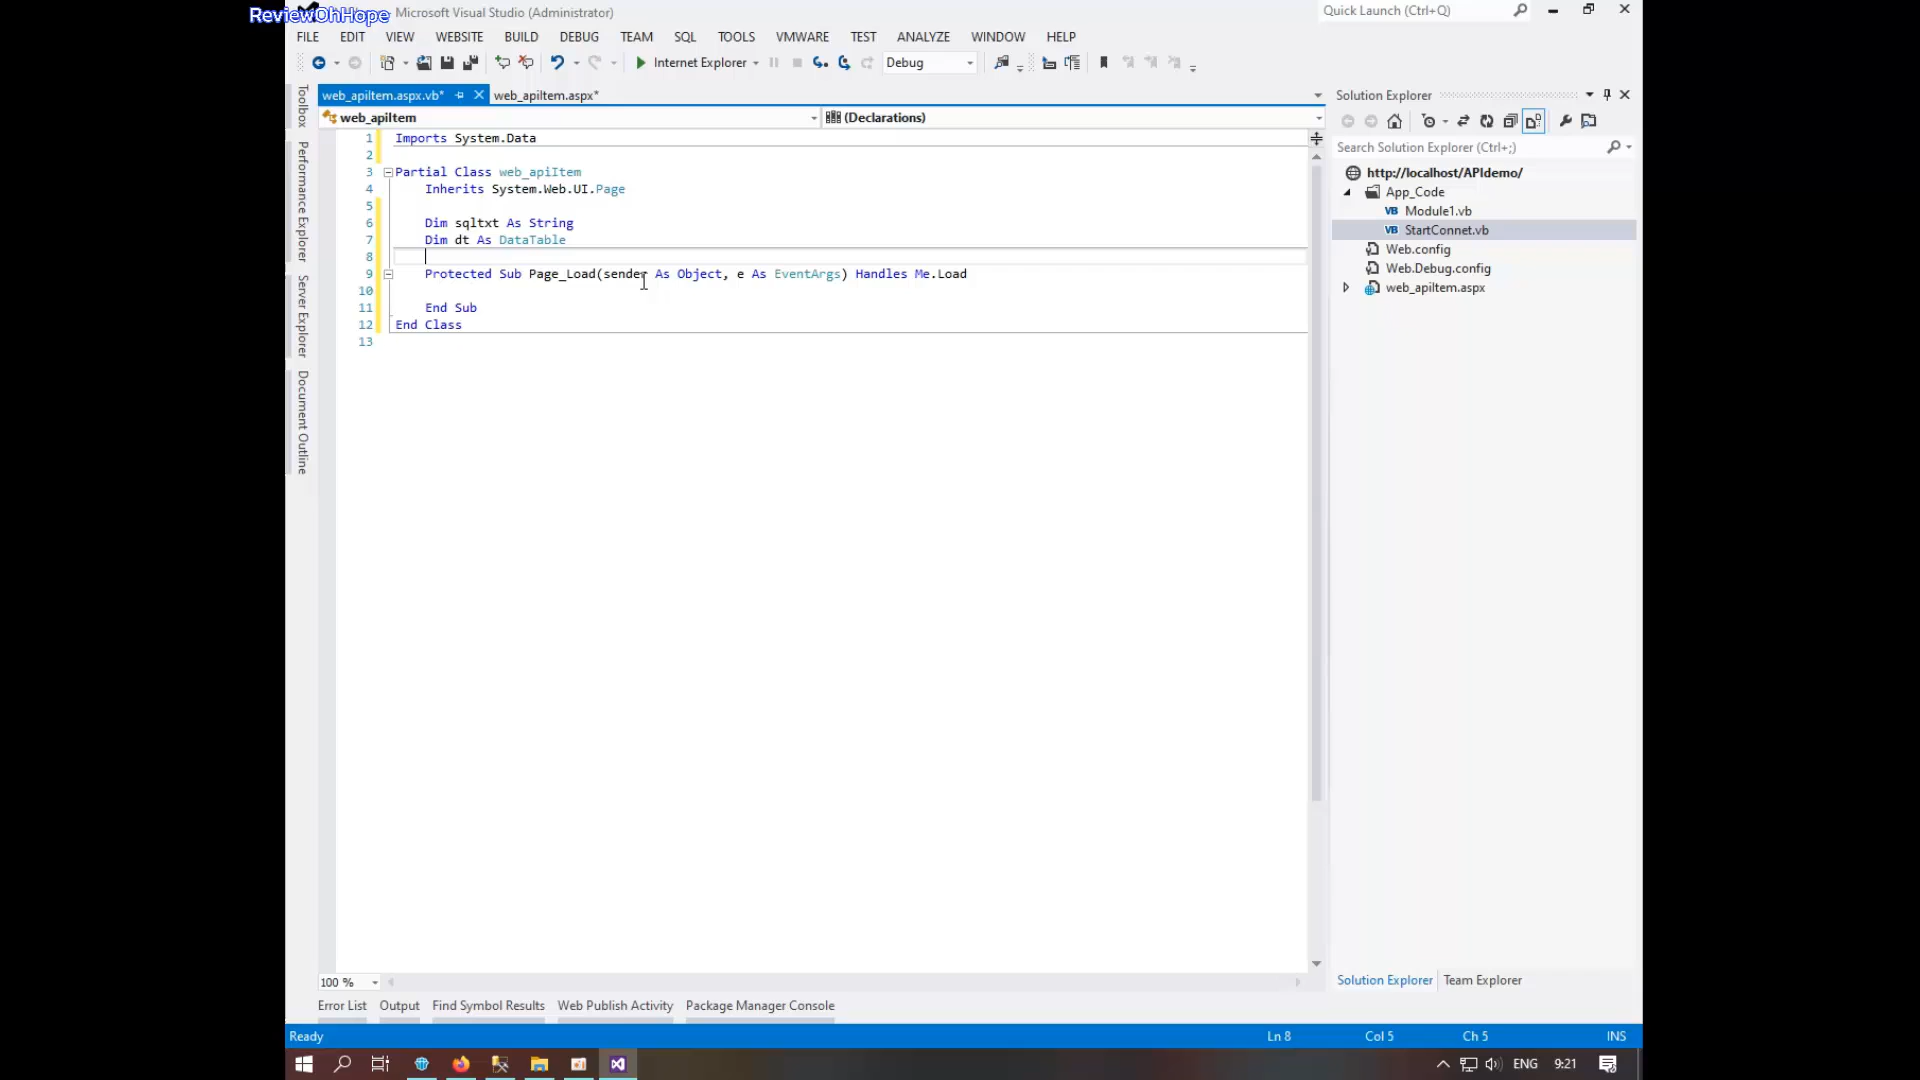 ReviewOhHope
Microsoft Visual Studio (Administrator)
Quick Launch (Ctrl+Q)
FILE EDIT VIEW WEBSITE BUILD DEBUG TEAM SQL TOOLS VMWARE TEST ANALYZE WINDOW HELP
Internet Explorer
Debug
web_apiItem.aspx.vb*
web_apiItem.aspx*
web_apiItem
(Declarations)
Toolbox
Performance Explorer
Server Explorer
Document Outline
1 Imports System.Data
2
3 Partial Class web_apiItem
4 Inherits System.Web.UI.Page
5
6 Dim sqltxt As String
7 Dim dt As DataTable
8
9 Protected Sub Page_Load(sender As Object, e As EventArgs) Handles Me.Load
10
11 End Sub
12 End Class
13
100 %
Solution Explorer
Search Solution Explorer (Ctrl+;)
http://localhost/APIdemo/
App_Code
VB Module1.vb
VB StartConnet.vb
Web.config
Web.Debug.config
web_apiItem.aspx
Solution Explorer Team Explorer
Error List Output Find Symbol Results Web Publish Activity Package Manager Console
Ready
Ln 8
Col 5
Ch 5
INS
ENG
9:21